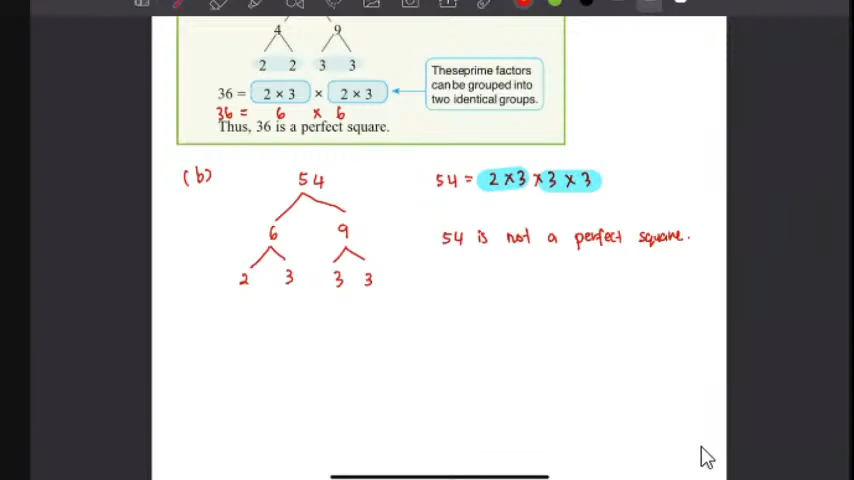 4 9
2 2 3 3
36 = 2 × 3 × 2 × 3
36 = 6 × 6
Thus, 36 is a perfect square.
Theseprime factors
can be grouped into
two identical groups.
(b) 54
6 9
2 3 3 3
54 = 2 × 3 × 3 × 3
54 is not a perfect square.